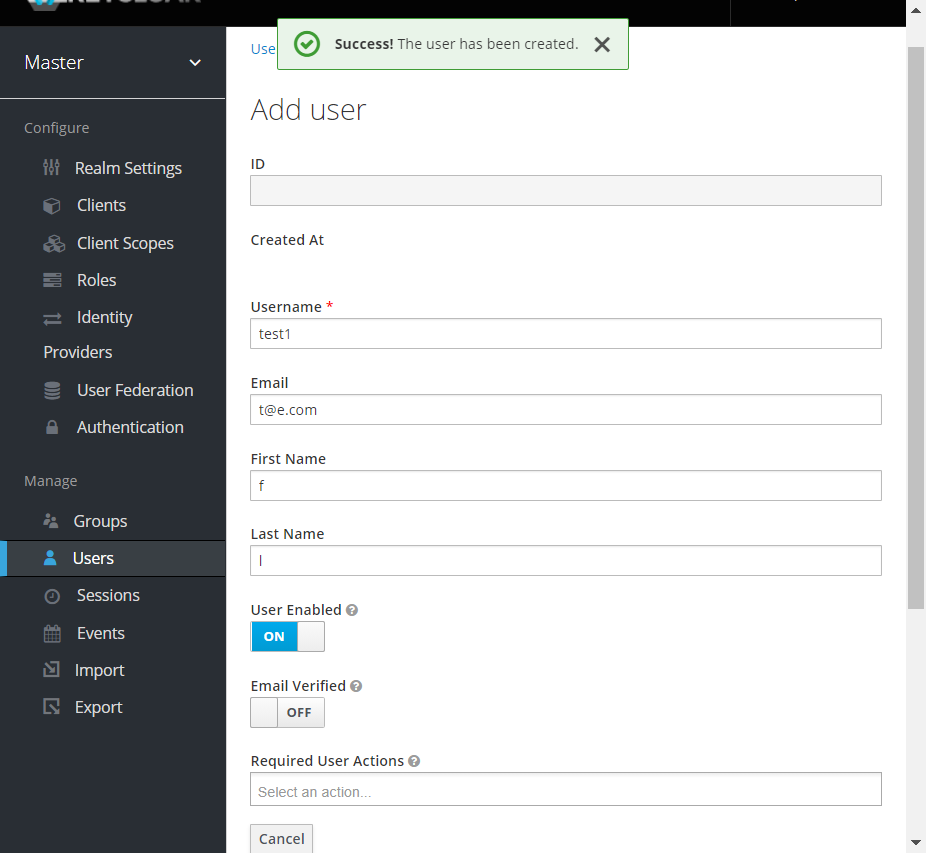 Master
Configure
Realm Settings
Clients
Client Scopes
Roles
Identity
Providers
User Federation
Authentication
Manage
Groups
Users
Sessions
Events
Import
Export
Use
Success! The user has been created.
Add user
ID
Created At
Username *
test1
Email
t@e.com
First Name
f
Last Name
l
User Enabled
ON
Email Verified
OFF
Required User Actions
Select an action...
Cancel